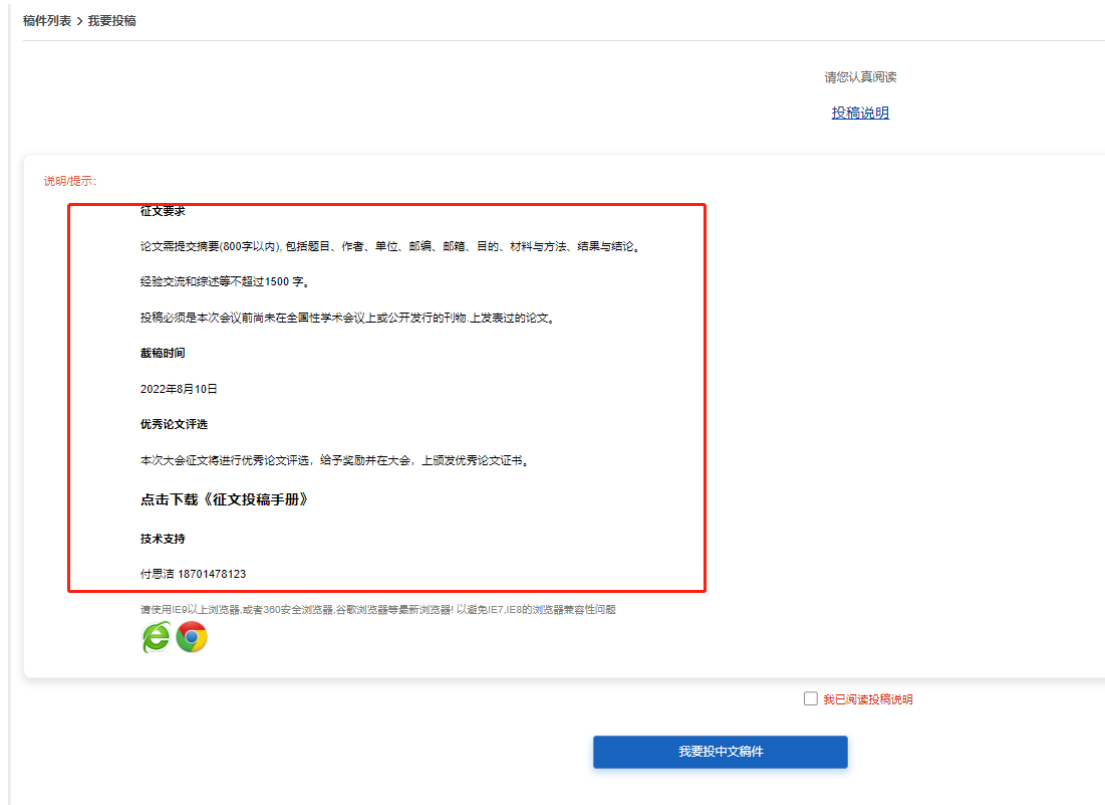 稿件列表 > 我要投稿
请您认真阅读
投稿说明
说明/提示:
征文要求
论文需提交摘要(800字以内), 包括题目、作者、单位、邮编、邮箱、目的、材料与方法、结果与结论。
经验交流和综述等不超过1500 字。
投稿必须是本次会议前尚未在全国性学术会议上或公开发行的刊物.上发表过的论文。
截稿时间
2022年8月10日
优秀论文评选
本次大会征文将进行优秀论文评选，给予奖励并在大会，上颁发优秀论文证书。
点击下载《征文投稿手册》
技术支持
付思洁 18701478123
请使用IE9以上浏览器,或者360安全浏览器,谷歌浏览器等最新浏览器! 以避免IE7,IE8的浏览器兼容性问题
我已阅读投稿说明
我要投中文稿件